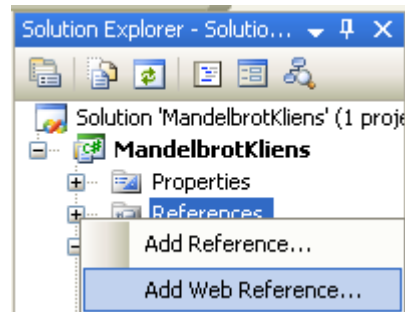 Solution Explorer - Solutio...
Solution 'MandelbrotKliens' (1 proje
MandelbrotKliens
Properties
References
Add Reference...
Add Web Reference...